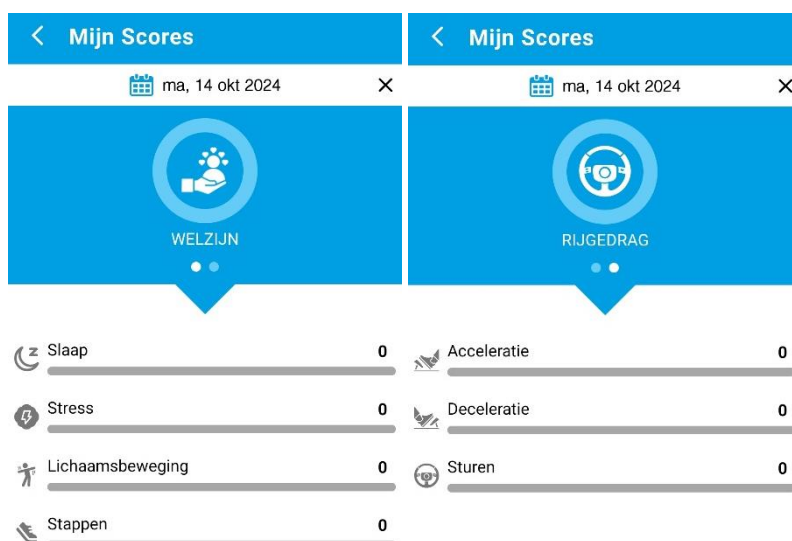 Mijn Scores
ma, 14 okt 2024
WELZIJN
Slaap 0
Stress 0
Lichaamsbeweging 0
Stappen 0
Mijn Scores
ma, 14 okt 2024
RIJGEDRAG
Acceleratie 0
Deceleratie 0
Sturen 0